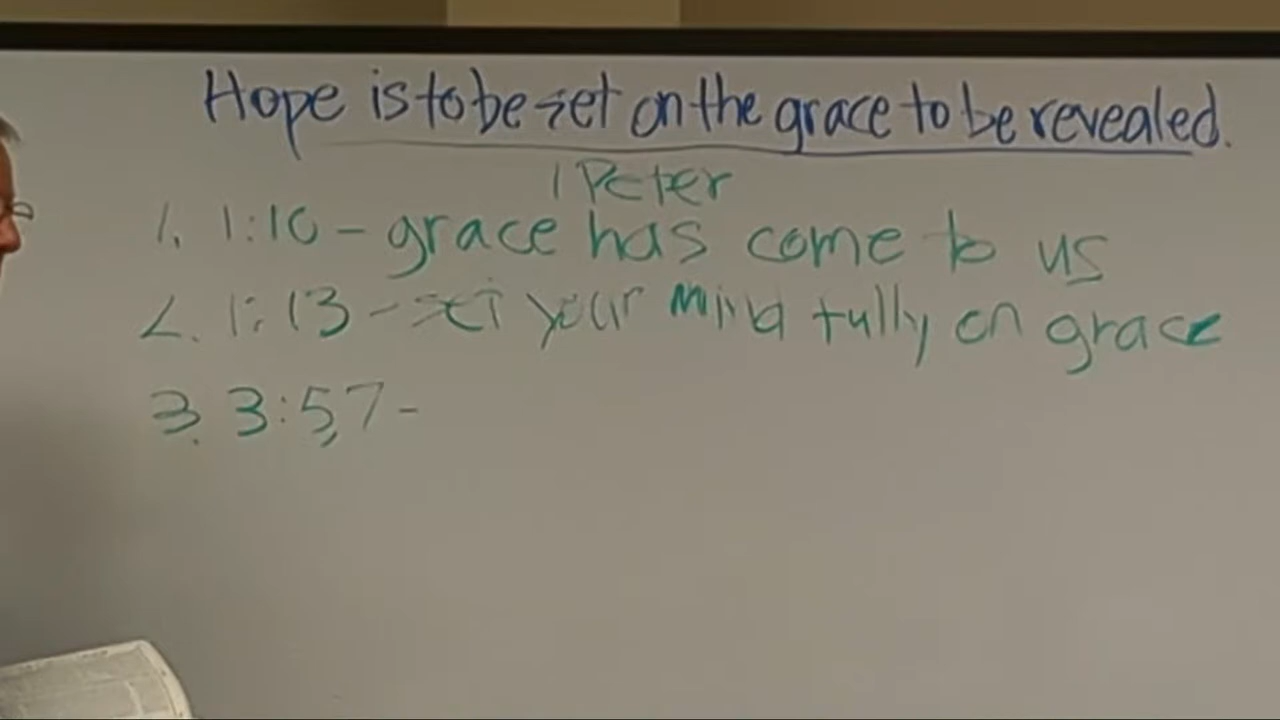 Hope is to be set on the grace to be revealed.
1 Peter
1. 1:10 - grace has come to us
2. 1:13 - set your mind fully on grace
3. 3:5,7 -